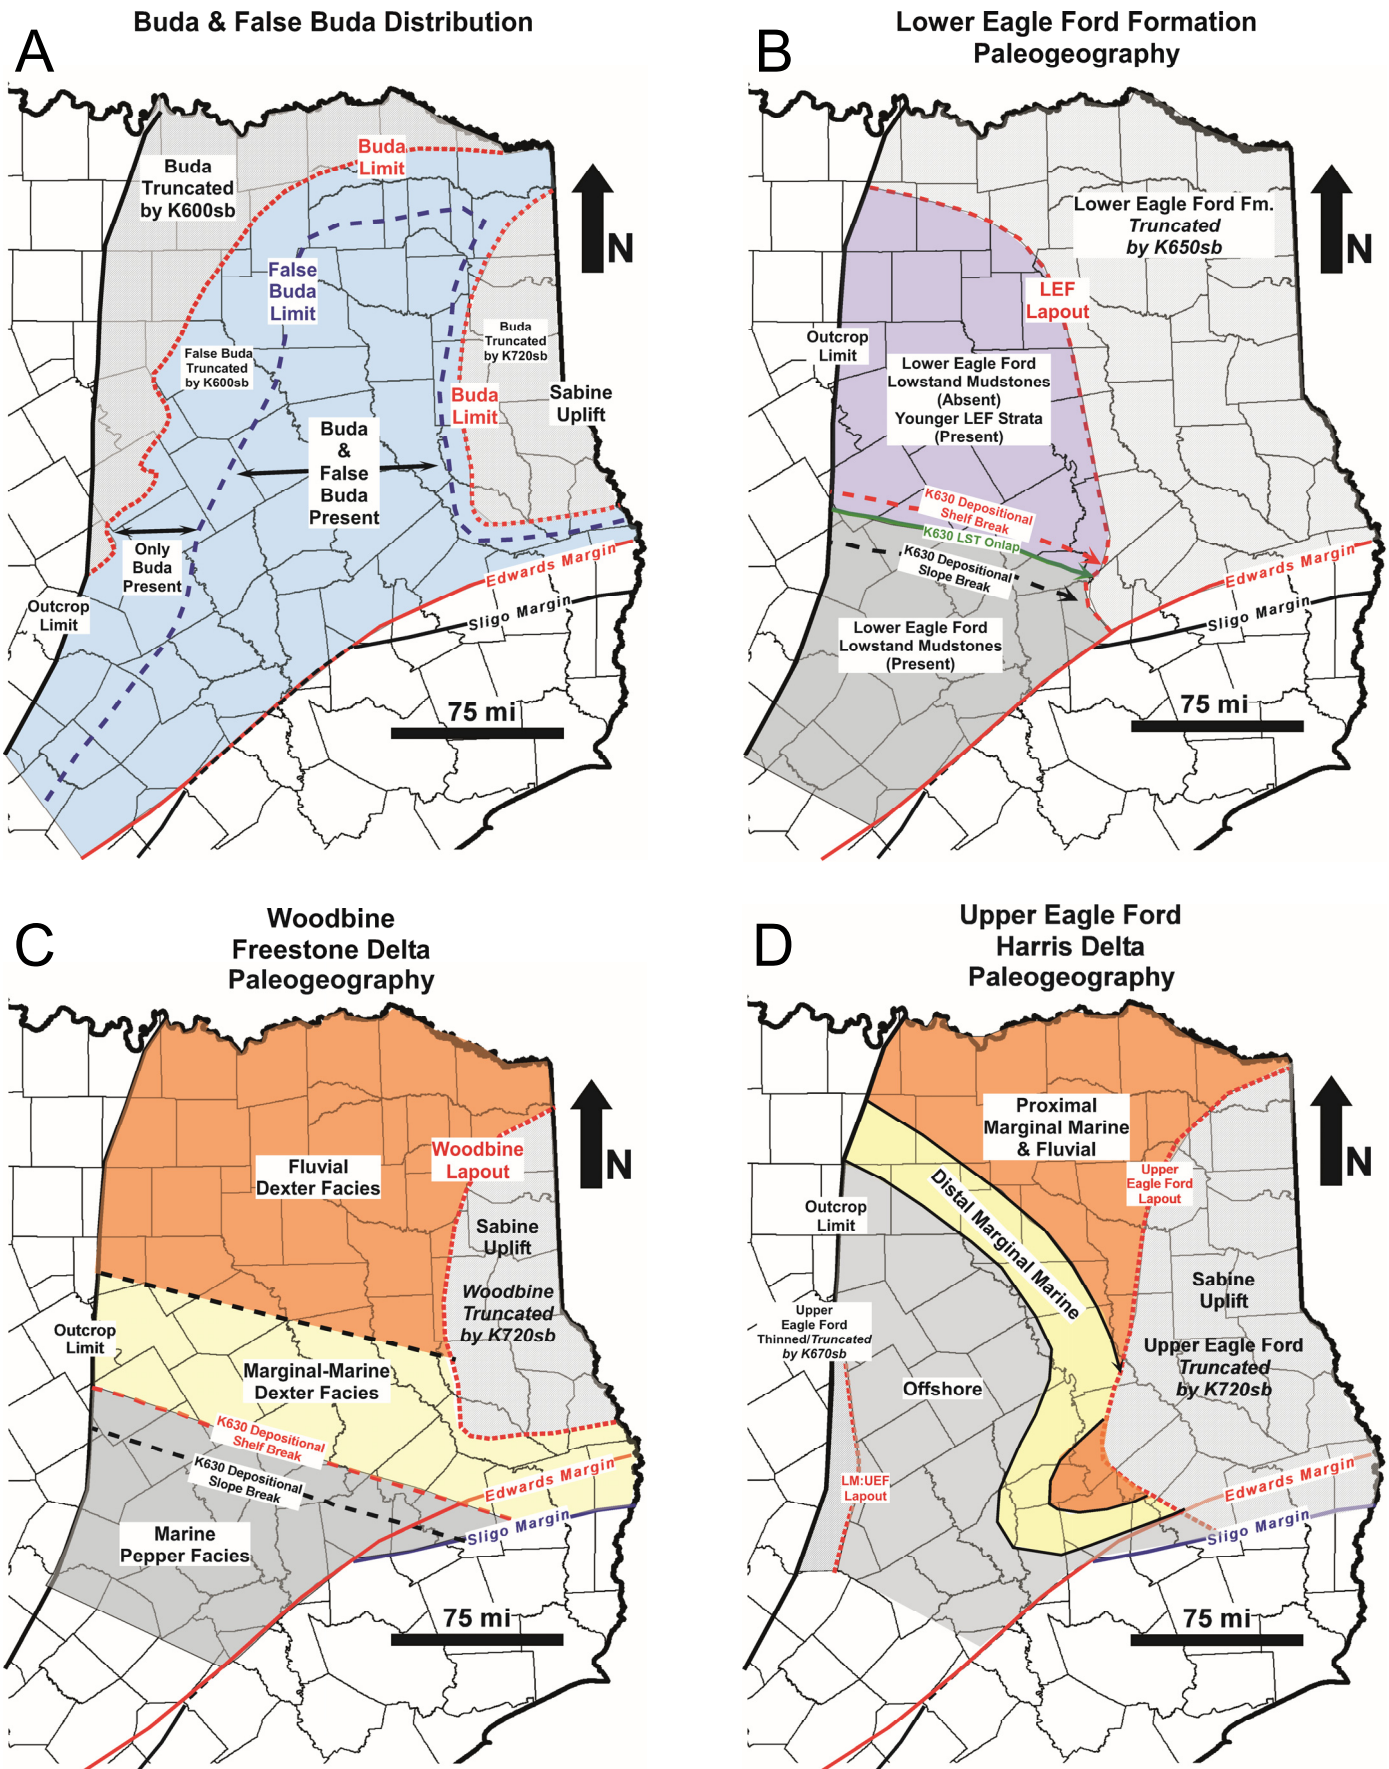 A
Buda & False Buda Distribution
Buda
Truncated
by K600sb
Buda
Limit
N
False
Buda
Limit
Buda
Truncated
by K720sb
False Buda
Truncated
by K600sb
Buda
Limit
Sabine
Uplift
Buda
&
False
Buda
Present
Only
Buda
Present
Edwards Margin
Sligo Margin
Outcrop
Limit
75 mi
B
Lower Eagle Ford Formation
Paleogeography
Lower Eagle Ford Fm.
Truncated
by K650sb
N
LEF
Lapout
Outcrop
Limit
Lower Eagle Ford
Lowstand Mudstones
(Absent)
Younger LEF Strata
(Present)
K630 Depositional
Shelf Break
K630 LST Onlap
K630 Depositional
Slope Break
Edwards Margin
Sligo Margin
Lower Eagle Ford
Lowstand Mudstones
(Present)
75 mi
C
Woodbine
Freestone Delta
Paleogeography
Woodbine
Lapout
N
Fluvial
Dexter Facies
Sabine
Uplift
Woodbine
Truncated
by K720sb
Outcrop
Limit
Marginal-Marine
Dexter Facies
K630 Depositional
Shelf Break
K630 Depositional
Slope Break
Edwards Margin
Sligo Margin
Marine
Pepper Facies
75 mi
D
Upper Eagle Ford
Harris Delta
Paleogeography
Proximal
Marginal Marine
& Fluvial
N
Upper
Eagle Ford
Lapout
Distal Marginal Marine
Outcrop
Limit
Sabine
Uplift
Upper
Eagle Ford
Thinned/Truncated
by K670sb
Upper Eagle Ford
Truncated
by K720sb
Offshore
LM:UEF
Lapout
Edwards Margin
Sligo Margin
75 mi